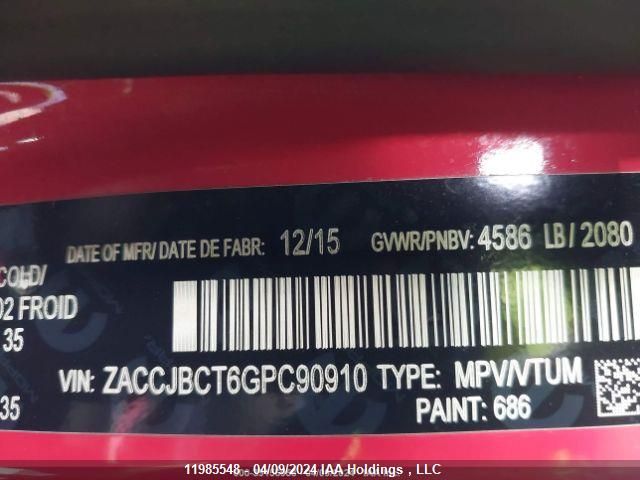 DATE OF MFR/ DATE DE FABR: 12/15 GVWR/PNBV: 4586 LB / 2080
COLD/
02 FROID
35
VIN: ZACCJBCT6GPC90910 TYPE: MPV/VTUM
35
PAINT: 686
11985548 04/09/2024 IAA Holdings , LLC